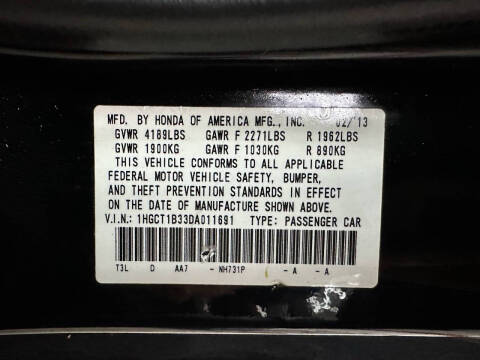 MFD. BY HONDA OF AMERICA MFG., INC. 02/13
GVWR 4189LBS GAWR F 2271LBS R 1962LBS
GVWR 1900KG GAWR F 1030KG R 890KG
THIS VEHICLE CONFORMS TO ALL APPLICABLE
FEDERAL MOTOR VEHICLE SAFETY, BUMPER,
AND THEFT PREVENTION STANDARDS IN EFFECT
ON THE DATE OF MANUFACTURE SHOWN ABOVE.
V.I.N.: 1HGCT1B33DA011691 TYPE: PASSENGER CAR
T3L D AA7 - NH731P - A - A